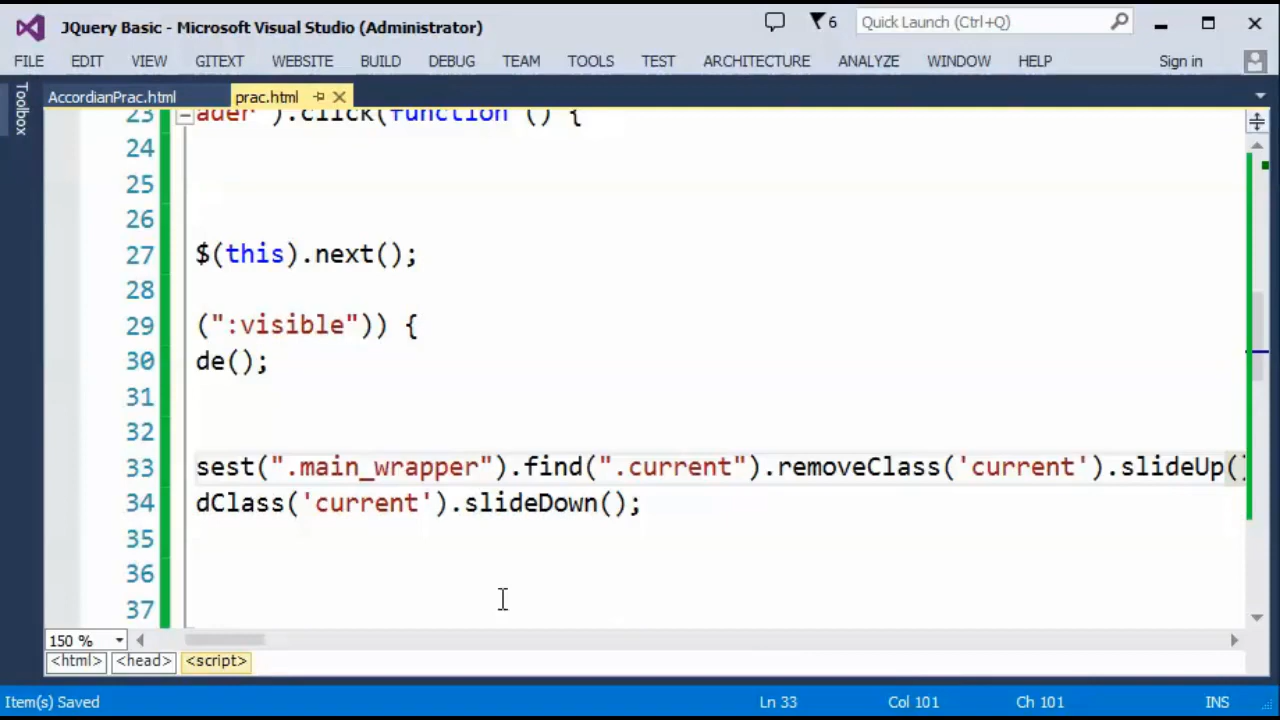 JQuery Basic - Microsoft Visual Studio (Administrator)
6
Quick Launch (Ctrl+Q)
FILE EDIT VIEW GITEXT WEBSITE BUILD DEBUG TEAM TOOLS TEST ARCHITECTURE ANALYZE WINDOW HELP Sign in
Toolbox
AccordianPrac.html prac.html
23 ader").click(function () {
24
25
26
27 $(this).next();
28
29 (":visible")) {
30 de();
31
32
33 sest(".main_wrapper").find(".current").removeClass('current').slideUp()
34 dClass('current').slideDown();
35
36
37
150 %
<html> <head> <script>
Item(s) Saved Ln 33 Col 101 Ch 101 INS